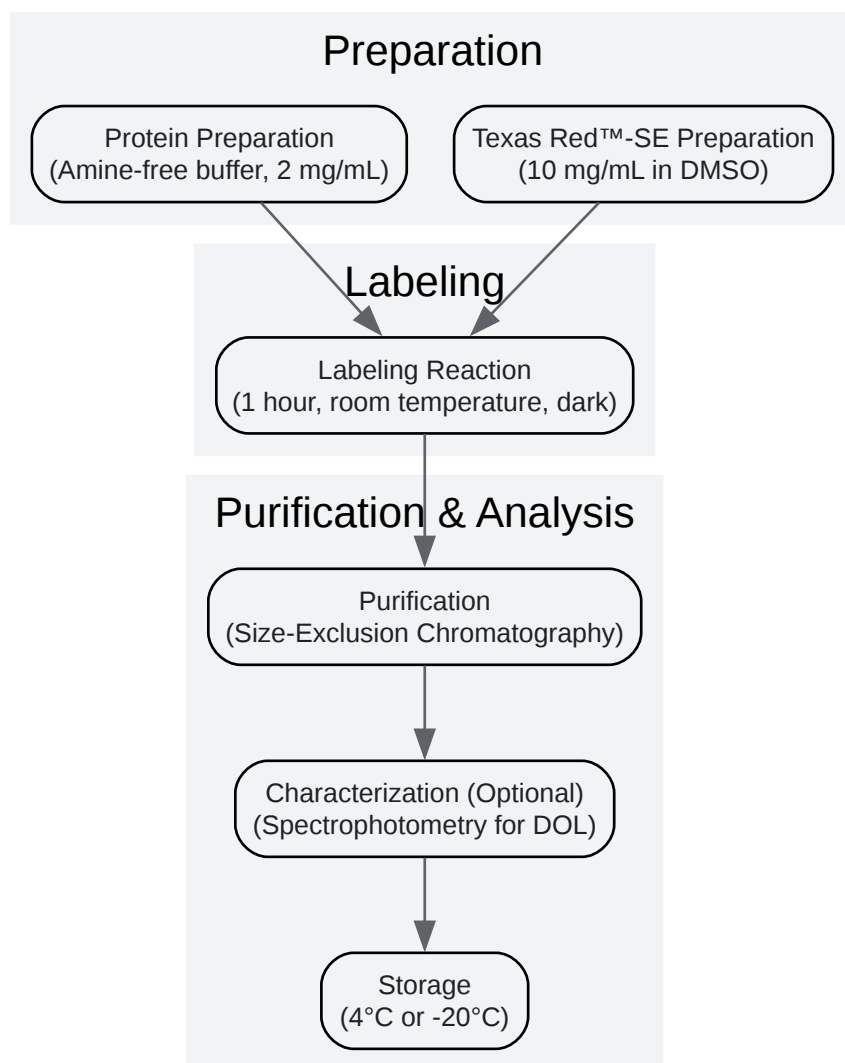 Preparation
Protein Preparation
(Amine-free buffer, 2 mg/mL)
Texas Red™-SE Preparation
(10 mg/mL in DMSO)
Labeling
Labeling Reaction
(1 hour, room temperature, dark)
Purification & Analysis
Purification
(Size-Exclusion Chromatography)
Characterization (Optional)
(Spectrophotometry for DOL)
Storage
(4°C or -20°C)